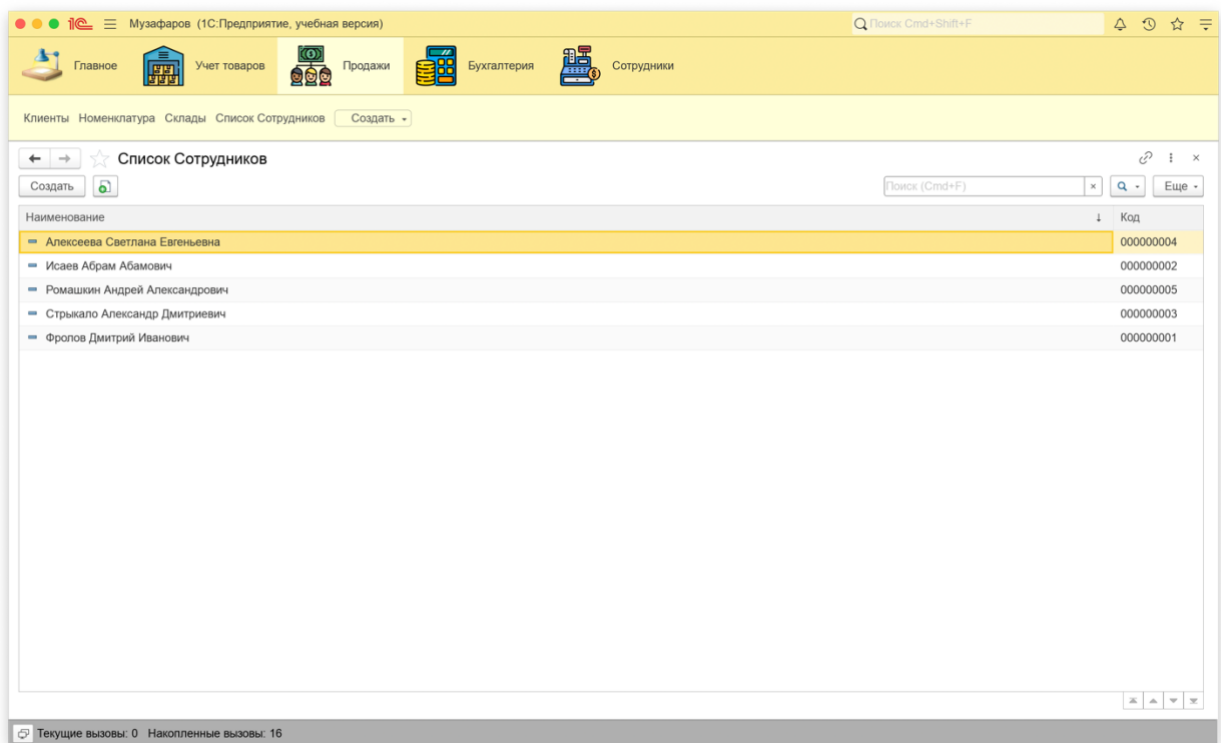 1С Музафаров (1С:Предприятие, учебная версия) Поиск Cmd+Shift+F
Главное Учет товаров Продажи Бухгалтерия Сотрудники
Клиенты Номенклатура Склады Список Сотрудников Создать
Список Сотрудников
Создать Поиск (Cmd+F) Еще
Наименование Код
Алексеева Светлана Евгеньевна 000000004
Исаев Абрам Абамович 000000002
Ромашкин Андрей Александрович 000000005
Стрыкало Александр Дмитриевич 000000003
Фролов Дмитрий Иванович 000000001
Текущие вызовы: 0 Накопленные вызовы: 16